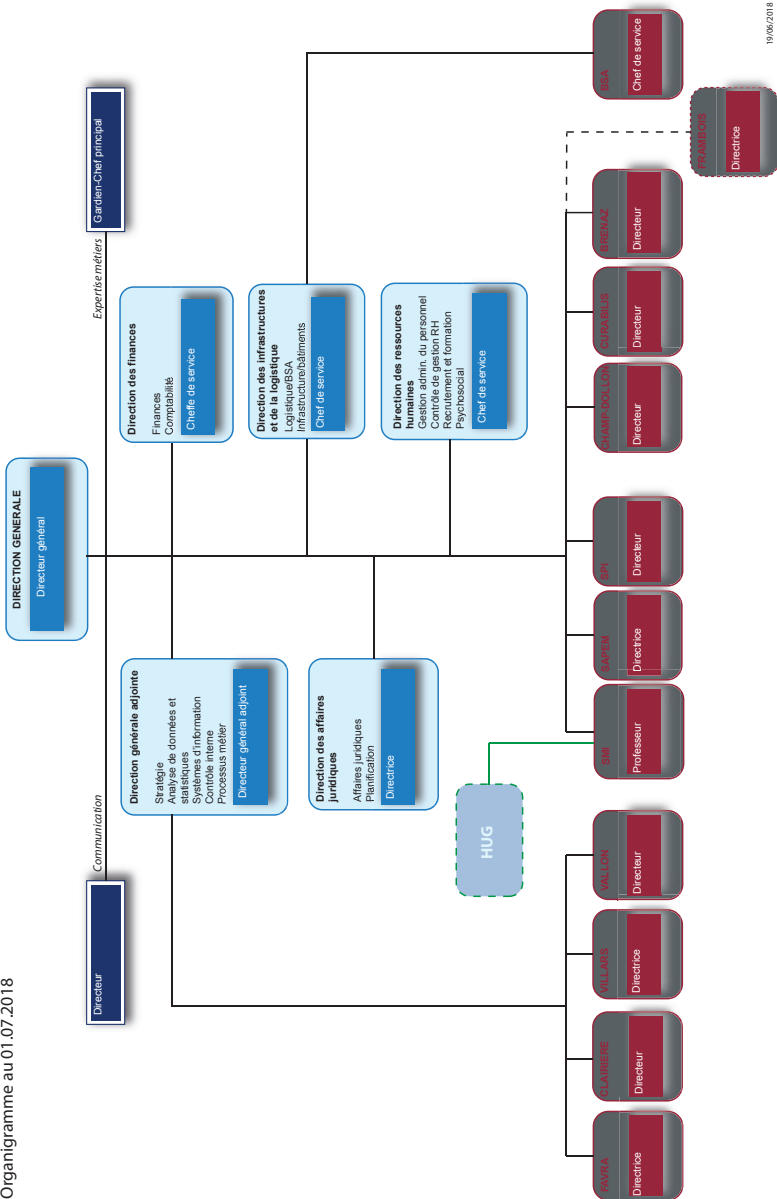 Organigramme au 01.07.2018
DIRECTION GENERALE
Directeur général
Communication
Directeur
Expertise métiers
Gardien-Chef principal
Direction générale adjointe
Stratégie
Analyse de données et
statistiques
Systèmes d'information
Contrôle interne
Processus métier
Directeur général adjoint
Direction des finances
Finances
Comptabilité
Cheffe de service
Direction des infrastructures
et de la logistique
Logistique/BSA
Infrastructure/bâtiments
Chef de service
Direction des affaires
juridiques
Affaires juridiques
Planification
Directrice
Direction des ressources
humaines
Gestion admin. du personnel
Contrôle de gestion RH
Recrutement et formation
Psychosocial
Chef de service
HUG
FAVRA
Directrice
CLAIRIERE
Directeur
VILLARS
Directrice
VALLON
Directeur
SMI
Professeur
SAPEM
Directrice
SPI
Directeur
CHAMP-DOLLON
Directeur
CURABILIS
Directeur
BRENAZ
Directeur
FRAMBOIS
Directrice
BSA
Chef de service
19/06/2018